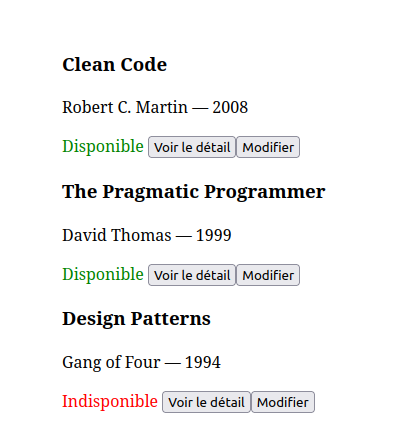 Clean Code
Robert C. Martin — 2008
Disponible Voir le détail Modifier
The Pragmatic Programmer
David Thomas — 1999
Disponible Voir le détail Modifier
Design Patterns
Gang of Four — 1994
Indisponible Voir le détail Modifier